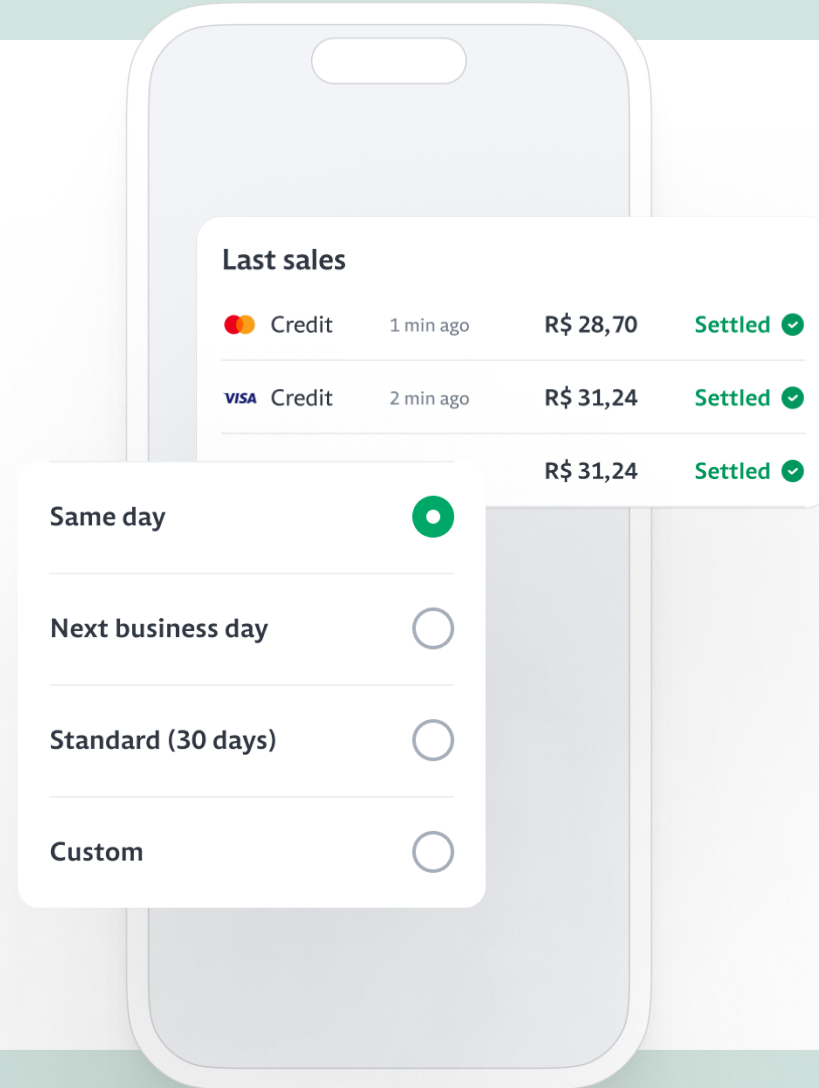 Last sales
Credit 1 min ago R$ 28,70 Settled
VISA Credit 2 min ago R$ 31,24 Settled
R$ 31,24 Settled
Same day
Next business day
Standard (30 days)
Custom